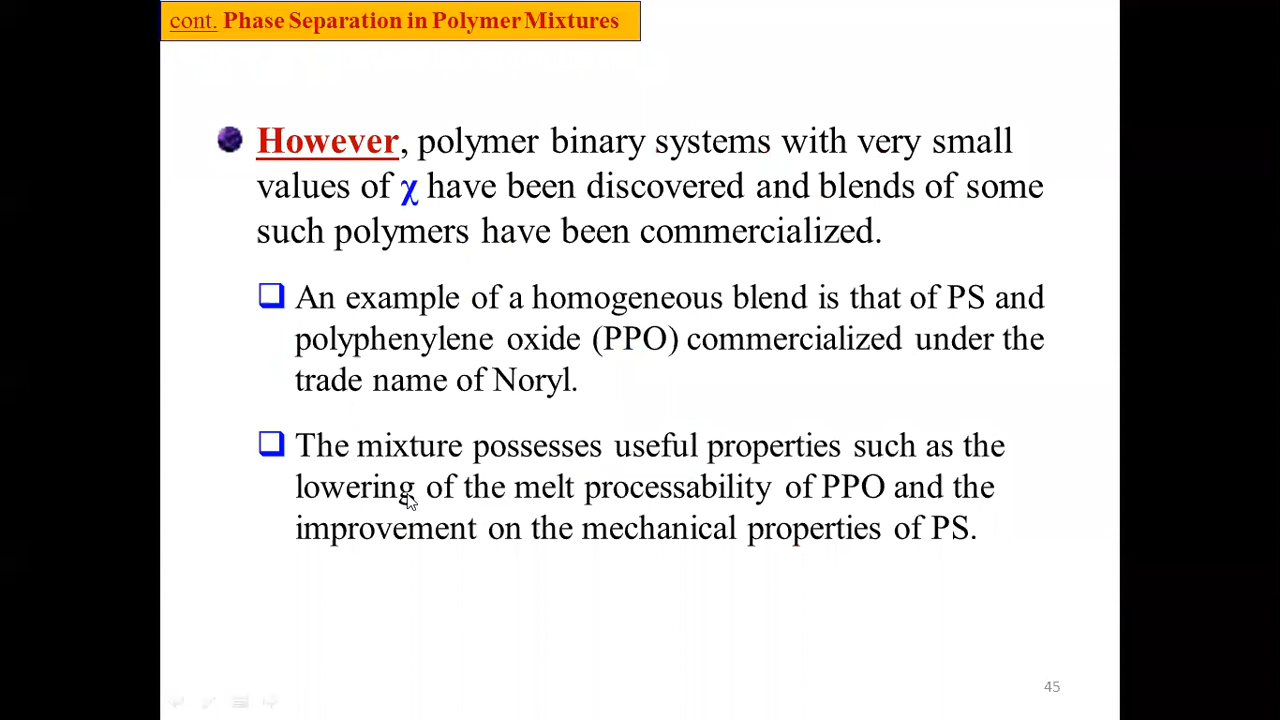 cont. Phase Separation in Polymer Mixtures
However, polymer binary systems with very small
values of χ have been discovered and blends of some
such polymers have been commercialized.
An example of a homogeneous blend is that of PS and
polyphenylene oxide (PPO) commercialized under the
trade name of Noryl.
The mixture possesses useful properties such as the
lowering of the melt processability of PPO and the
improvement on the mechanical properties of PS.
45